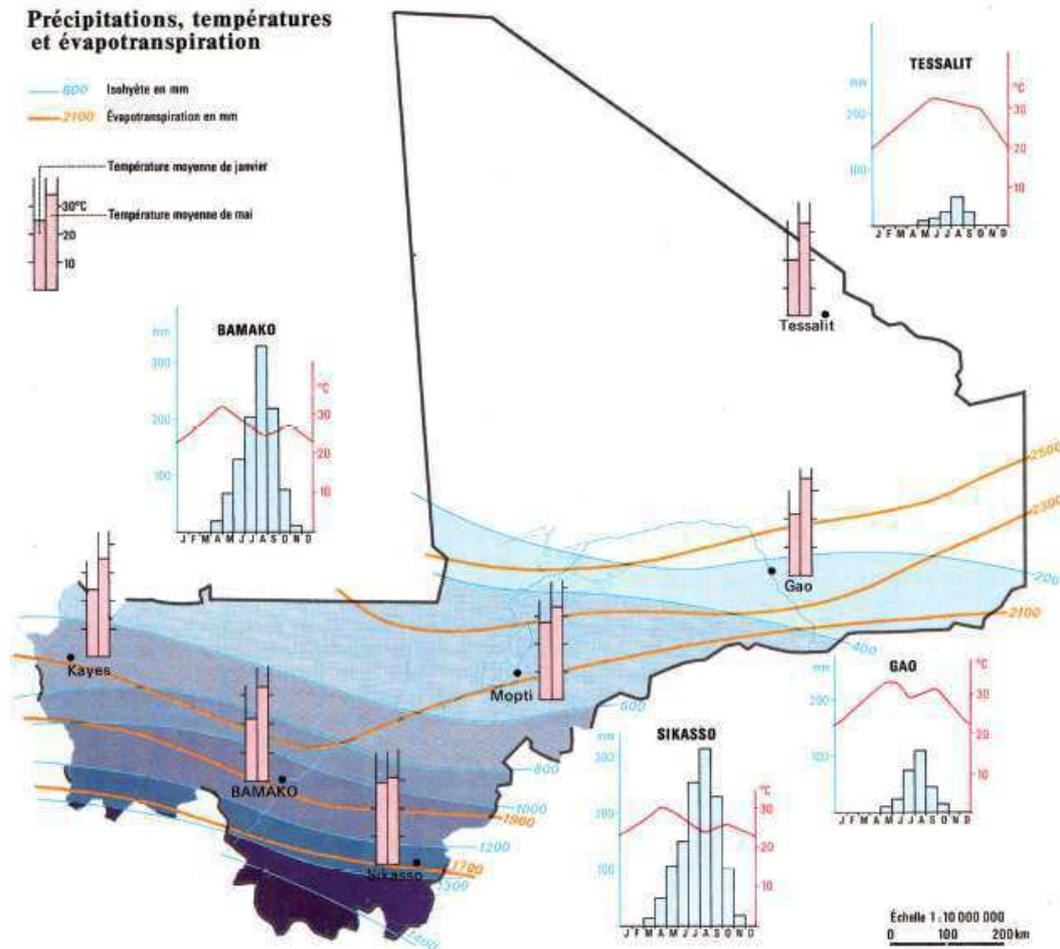 Précipitations, températures
et évapotranspiration
600 Isohyète en mm
2100 Évapotranspiration en mm
Température moyenne de janvier
30°C
Température moyenne de mai
20
10
TESSALIT
mm
°C
200
30
20
100
10
J F M A M J J A S O N D
Tessalit
BAMAKO
mm
300
°C
200
30
20
100
10
J F M A M J J A S O N D
2500
2300
200
2100
400
Gao
Kayes
Mopti
600
BAMAKO
800
1000
1900
1200
Sikasso
1700
1300
1400
GAO
mm
°C
200
30
20
100
10
J F M A M J J A S O N D
SIKASSO
mm
300
°C
200
30
20
100
10
J F M A M J J A S O N D
Échelle 1:10 000 000
0 100 200 km